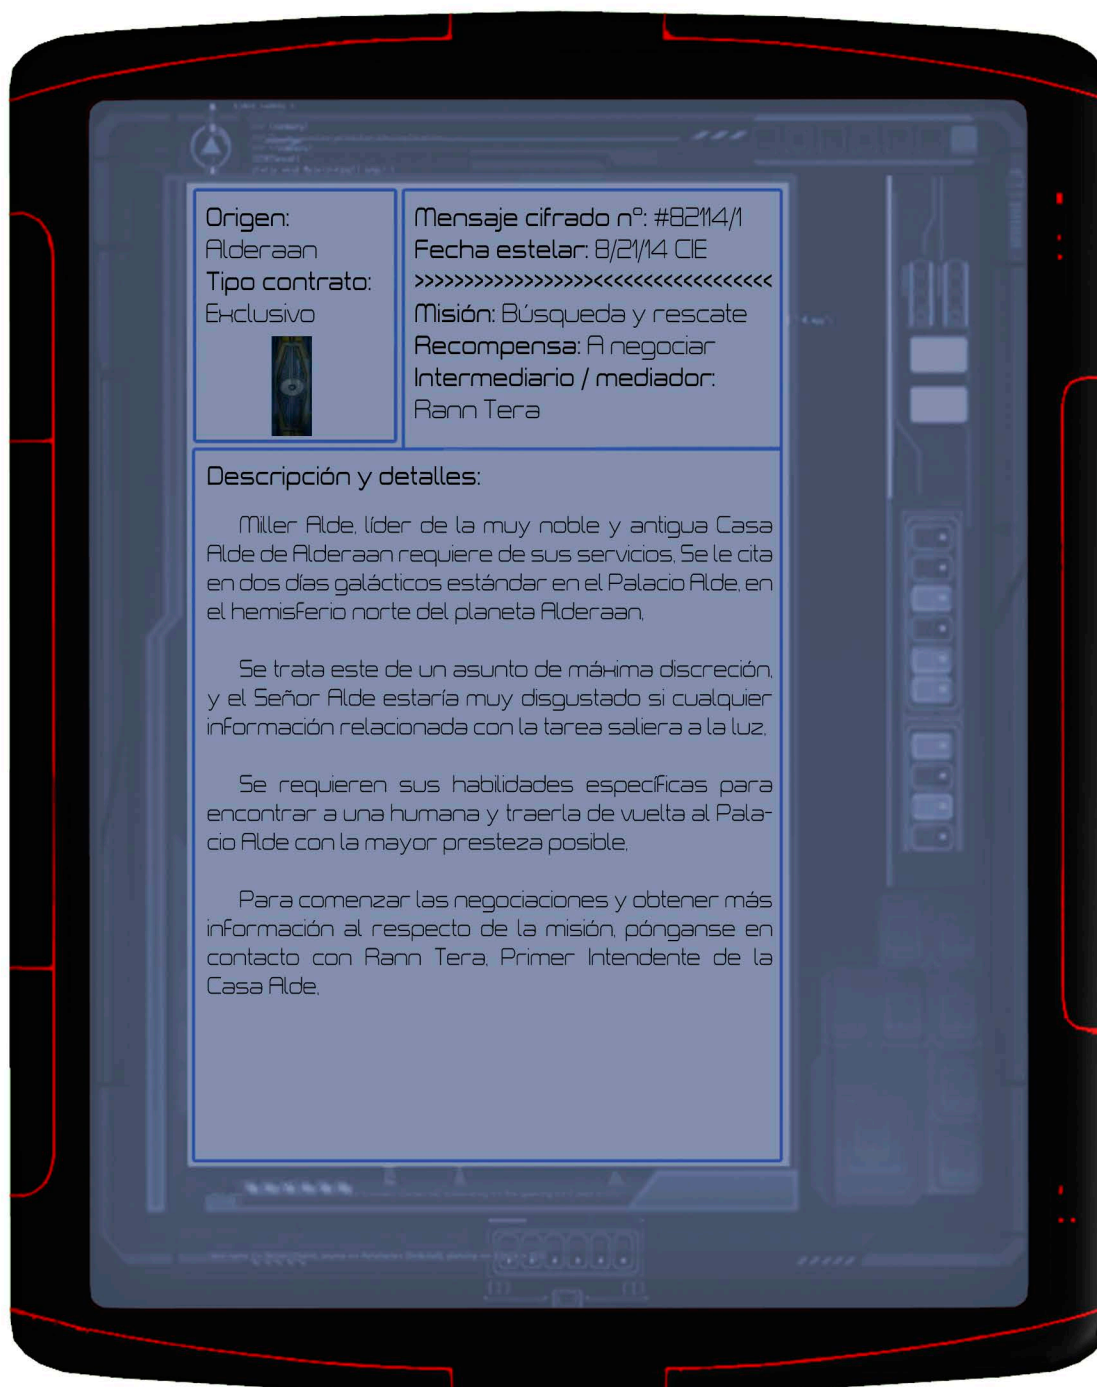 Origen:
Alderaan
Tipo contrato:
Exclusivo
Mensaje cifrado nº: #82114/1
Fecha estelar: 8/21/14 CIE
>>>>>>>>>>>>>>>>>><<<<<<<<<<<<<<<<<<
Misión: Búsqueda y rescate
Recompensa: A negociar
Intermediario / mediador:
Rann Tera
Descripción y detalles:
Miller Alde, líder de la muy noble y antigua Casa
Alde de Alderaan requiere de sus servicios. Se le cita
en dos días galácticos estándar en el Palacio Alde, en
el hemisferio norte del planeta Alderaan.
Se trata este de un asunto de máxima discreción,
y el Señor Alde estaría muy disgustado si cualquier
información relacionada con la tarea saliera a la luz.
Se requieren sus habilidades específicas para
encontrar a una humana y traerla de vuelta al Pala-
cio Alde con la mayor presteza posible.
Para comenzar las negociaciones y obtener más
información al respecto de la misión, pónganse en
contacto con Rann Tera, Primer Intendente de la
Casa Alde.